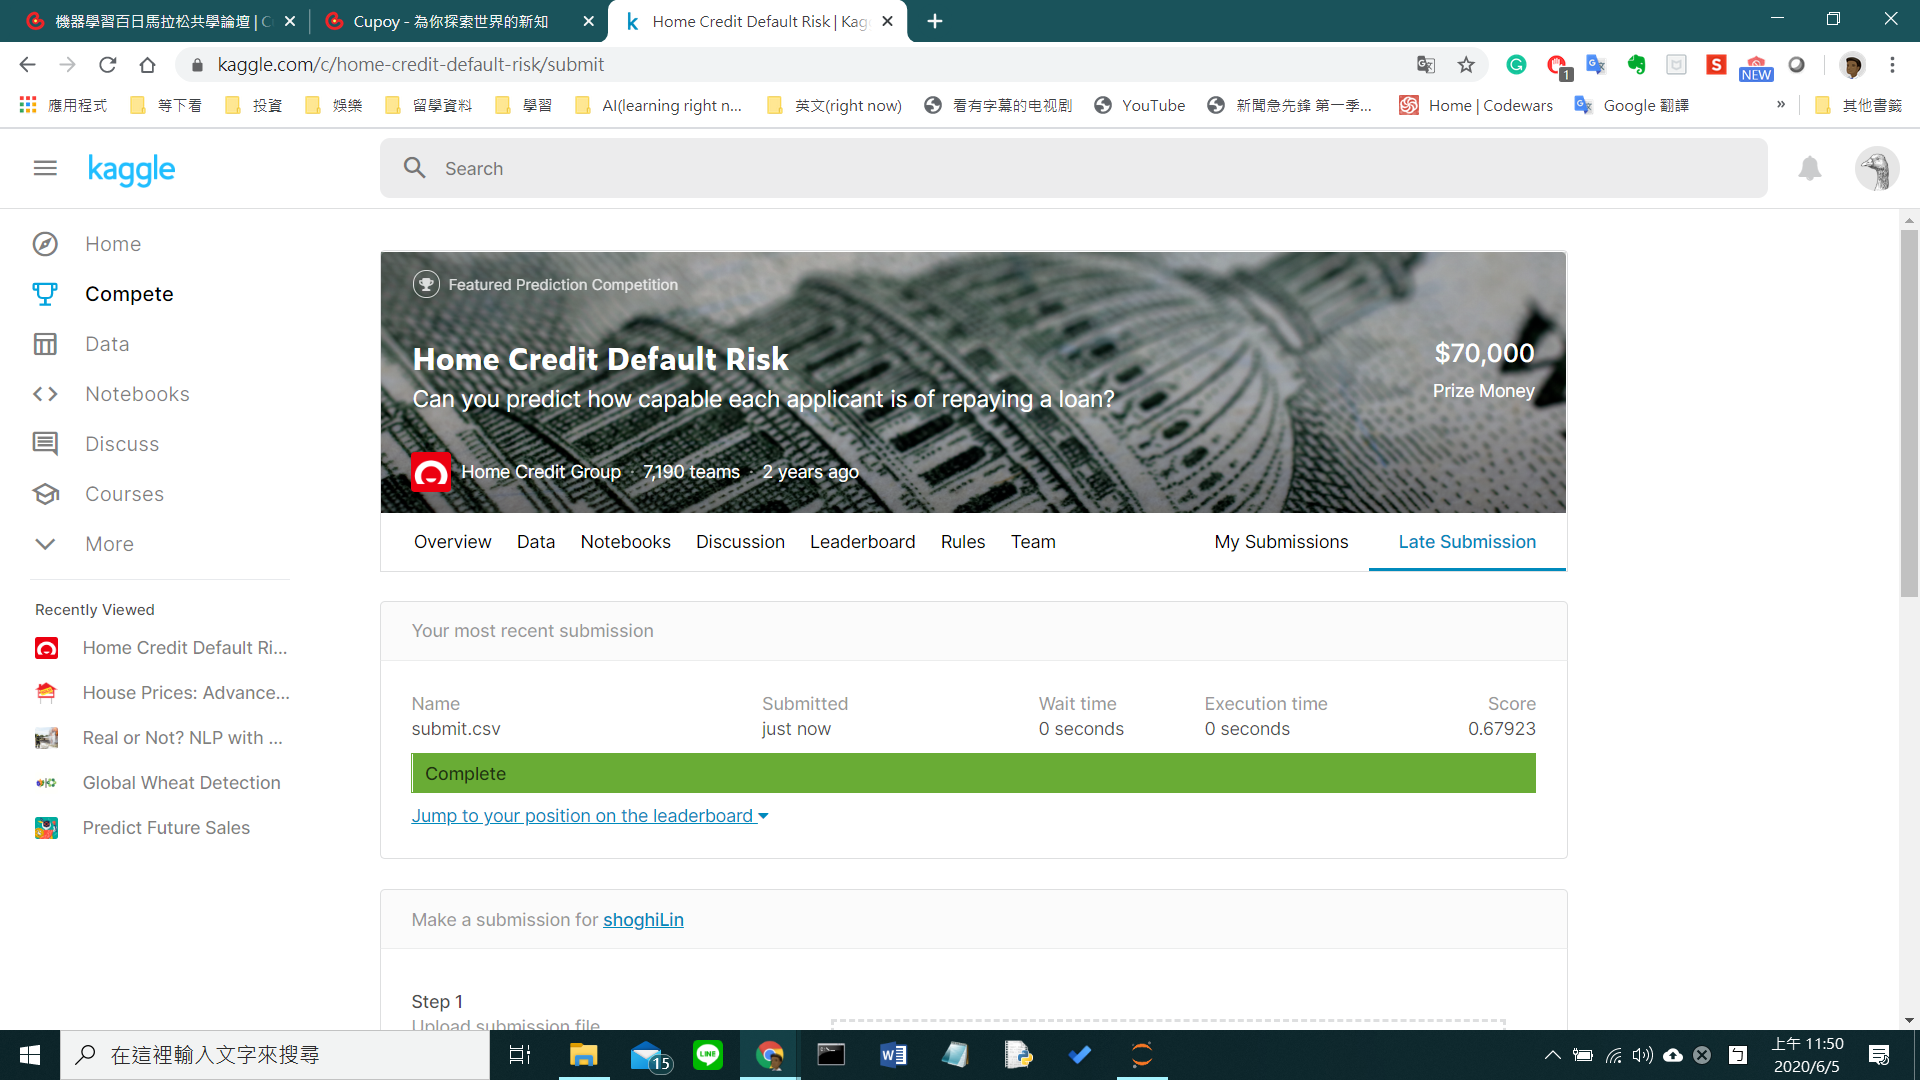 機器學習百日馬拉松共學論壇 | C
Cupoy - 為你探索世界的新知
Home Credit Default Risk | Kag
kaggle.com/c/home-credit-default-risk/submit
1
NEW
應用程式
等下看
投資
娛樂
留學資料
學習
AI(learning right n...
英文(right now)
看有字幕的电视剧
YouTube
新聞急先鋒 第一季...
Home | Codewars
Google 翻譯
»
其他書籤
kaggle
Search
Home
Compete
Data
Notebooks
Discuss
Courses
More
Recently Viewed
Home Credit Default Ri...
House Prices: Advance...
Real or Not? NLP with ...
Global Wheat Detection
Predict Future Sales
Featured Prediction Competition
Home Credit Default Risk
Can you predict how capable each applicant is of repaying a loan?
$70,000
Prize Money
Home Credit Group · 7,190 teams · 2 years ago
Overview Data Notebooks Discussion Leaderboard Rules Team My Submissions Late Submission
Your most recent submission
Name Submitted Wait time Execution time Score
submit.csv just now 0 seconds 0 seconds 0.67923
Complete
Jump to your position on the leaderboard
Make a submission for shoghiLin
Step 1
Upload submission file
在這裡輸入文字來搜尋
15
LINE
上午 11:50
2020/6/5